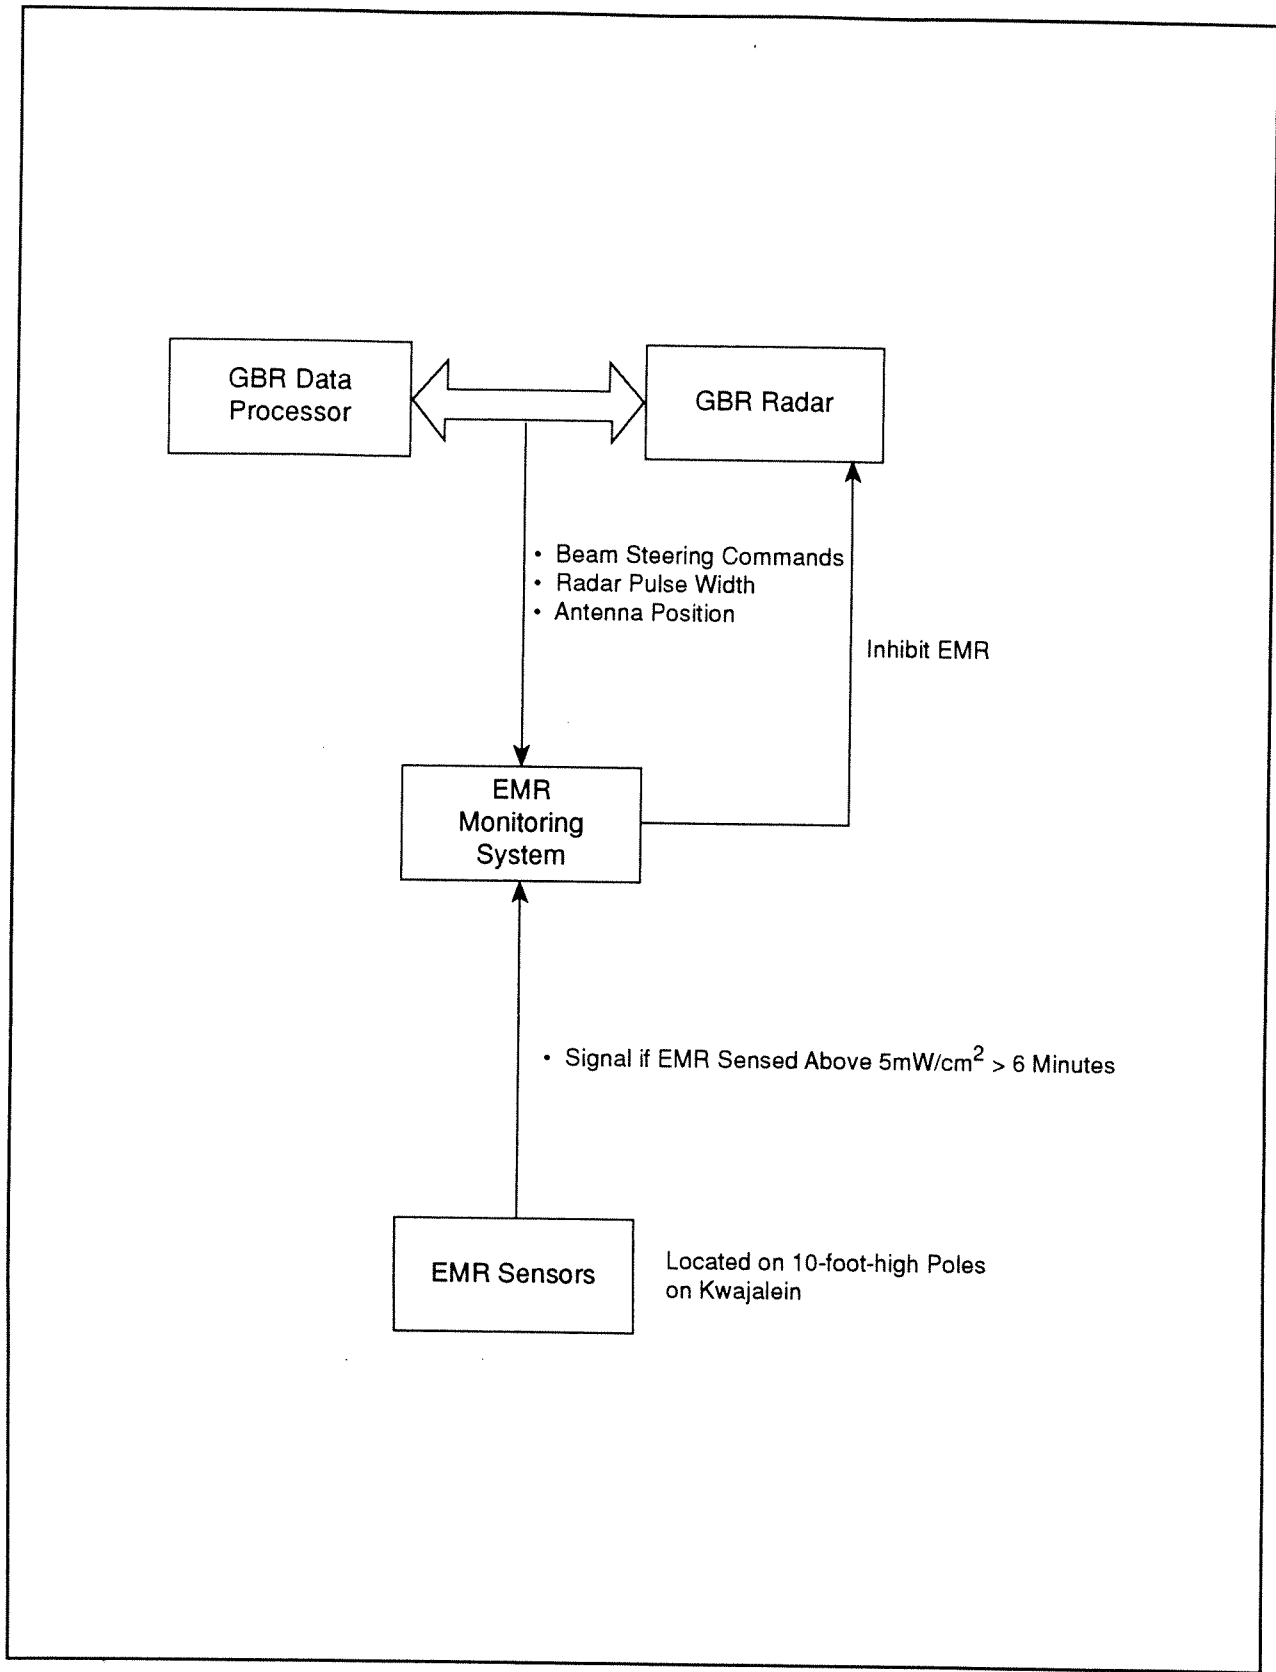 GBR Data
Processor
GBR Radar
• Beam Steering Commands
• Radar Pulse Width
• Antenna Position
Inhibit EMR
EMR
Monitoring
System
• Signal if EMR Sensed Above 5mW/cm² > 6 Minutes
EMR Sensors
Located on 10-foot-high Poles
on Kwajalein